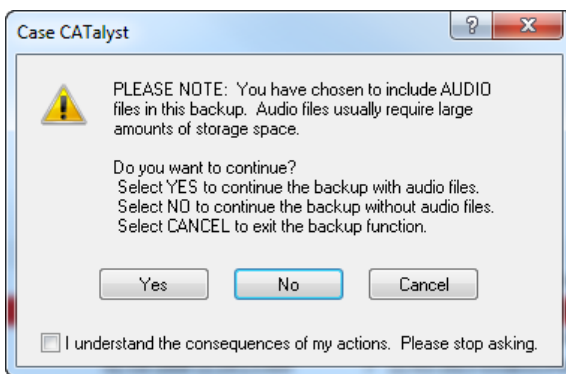 Case CATalyst
PLEASE NOTE:  You have chosen to include AUDIO
files in this backup.  Audio files usually require large
amounts of storage space.
Do you want to continue?
Select YES to continue the backup with audio files.
Select NO to continue the backup without audio files.
Select CANCEL to exit the backup function.
Yes No Cancel
I understand the consequences of my actions.  Please stop asking.